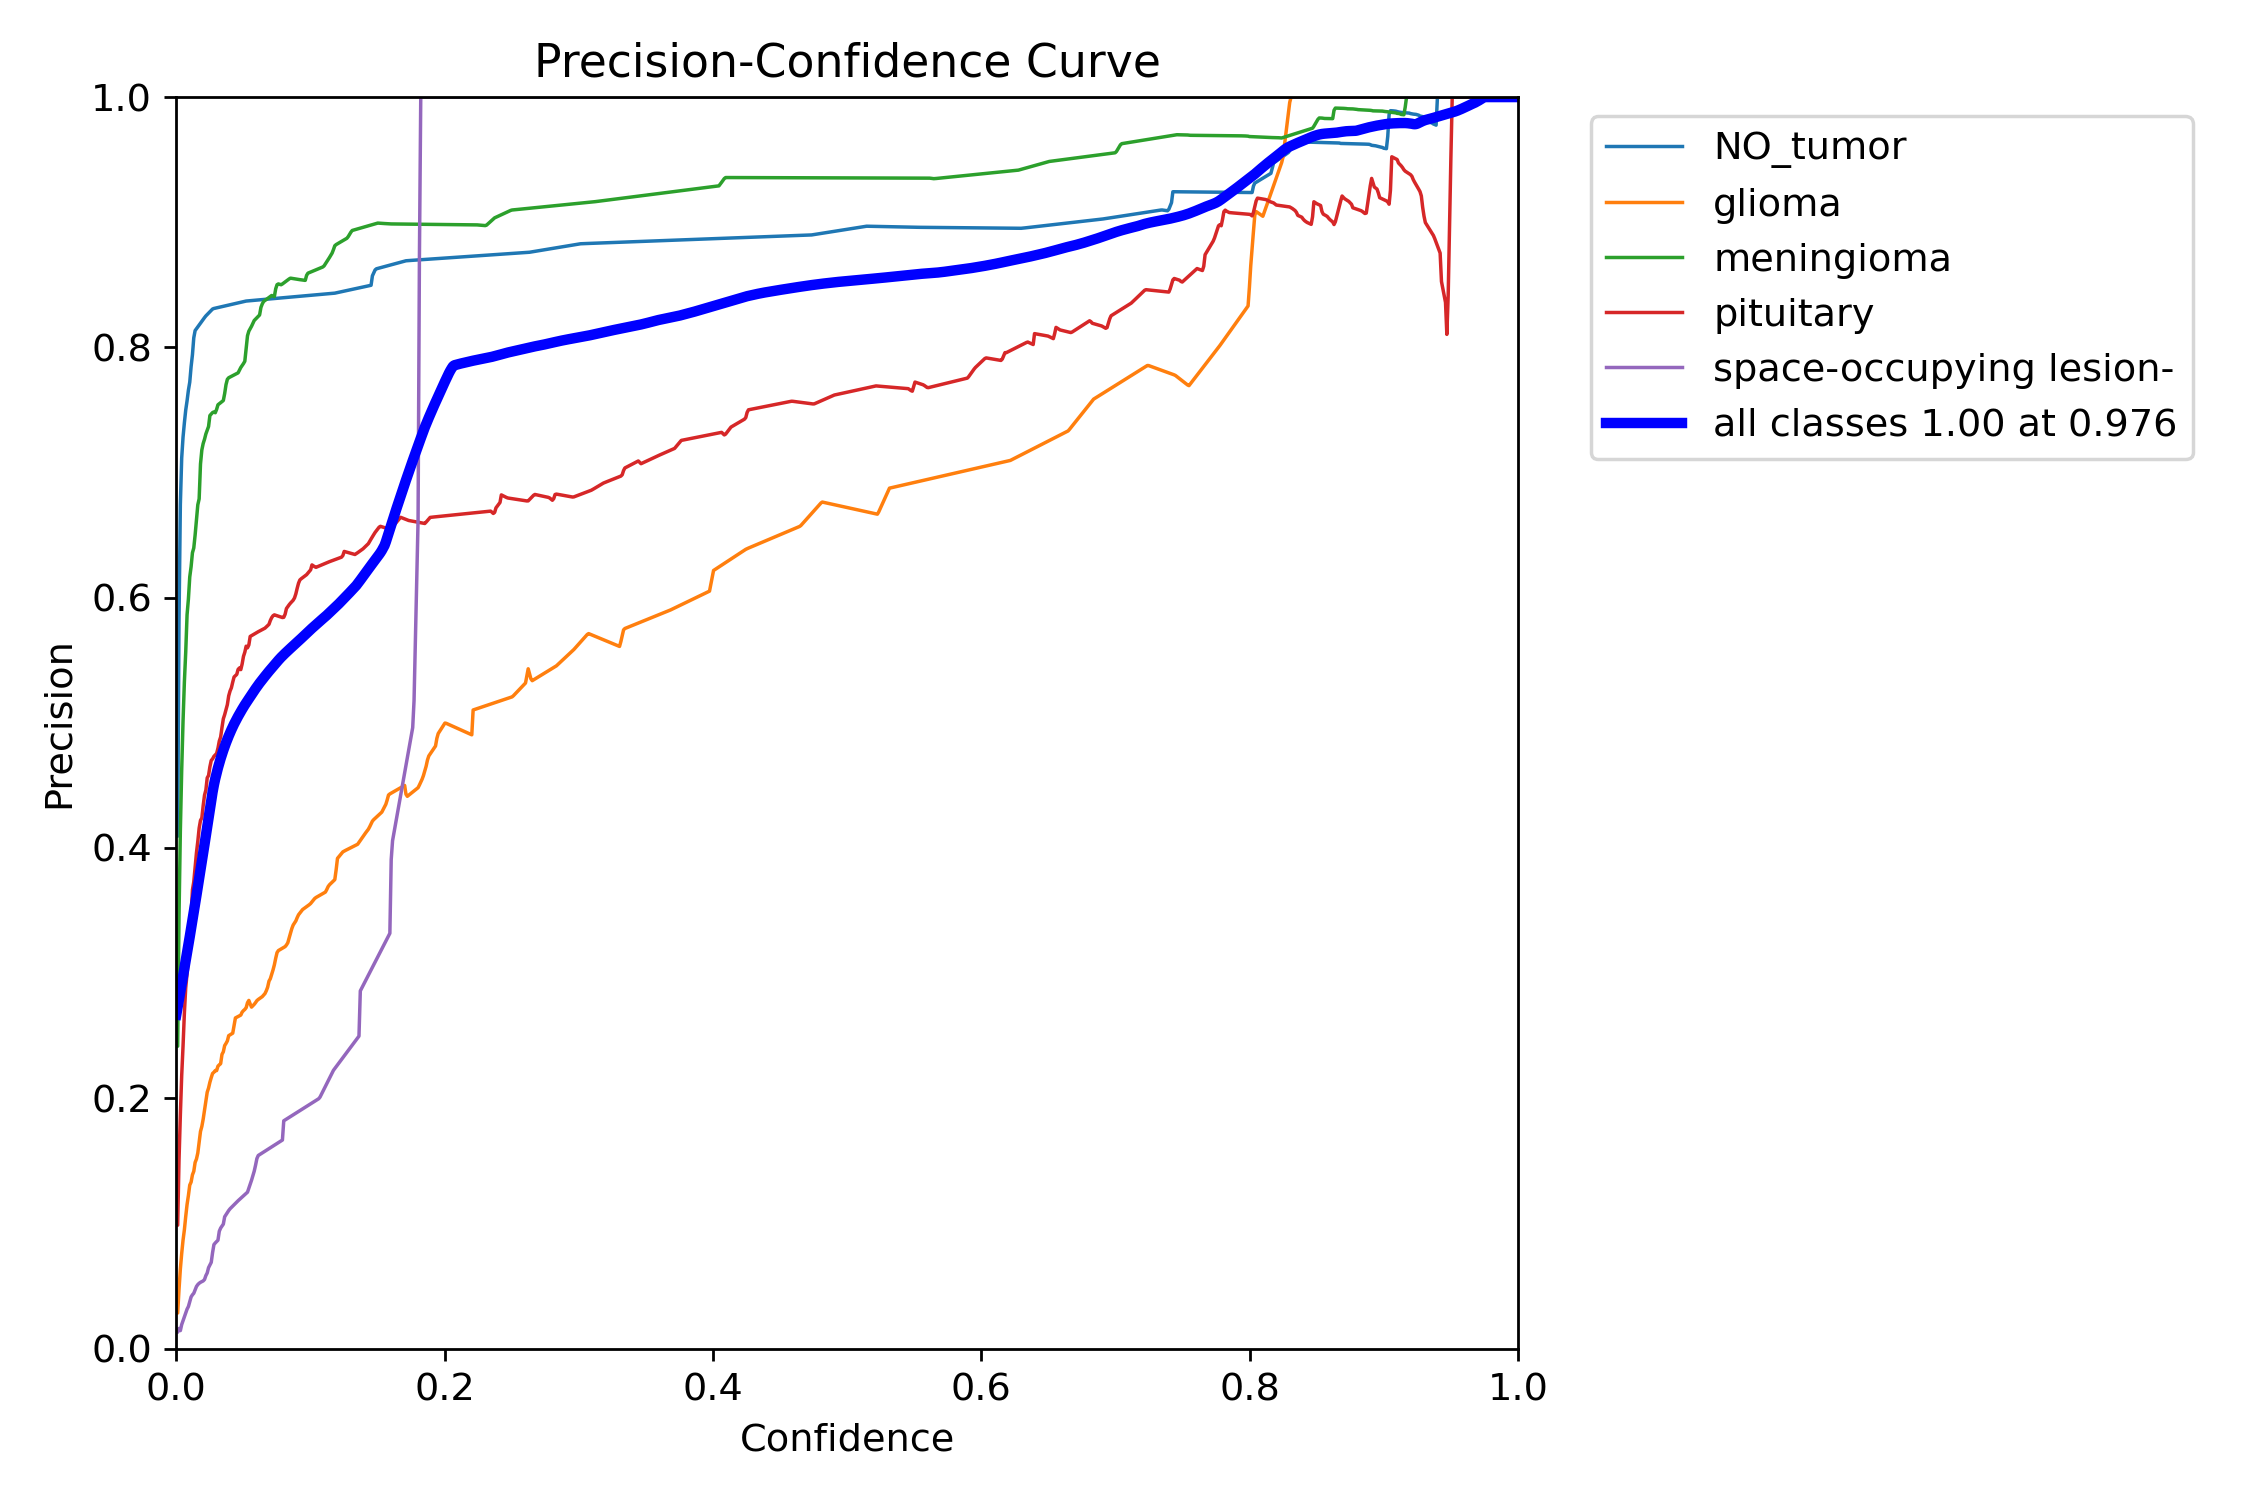 Precision-Confidence Curve
1.0
0.8
0.6
0.4
0.2
0.0
Precision
0.0 0.2 0.4 0.6 0.8 1.0
Confidence
NO_tumor
glioma
meningioma
pituitary
space-occupying lesion-
all classes 1.00 at 0.976